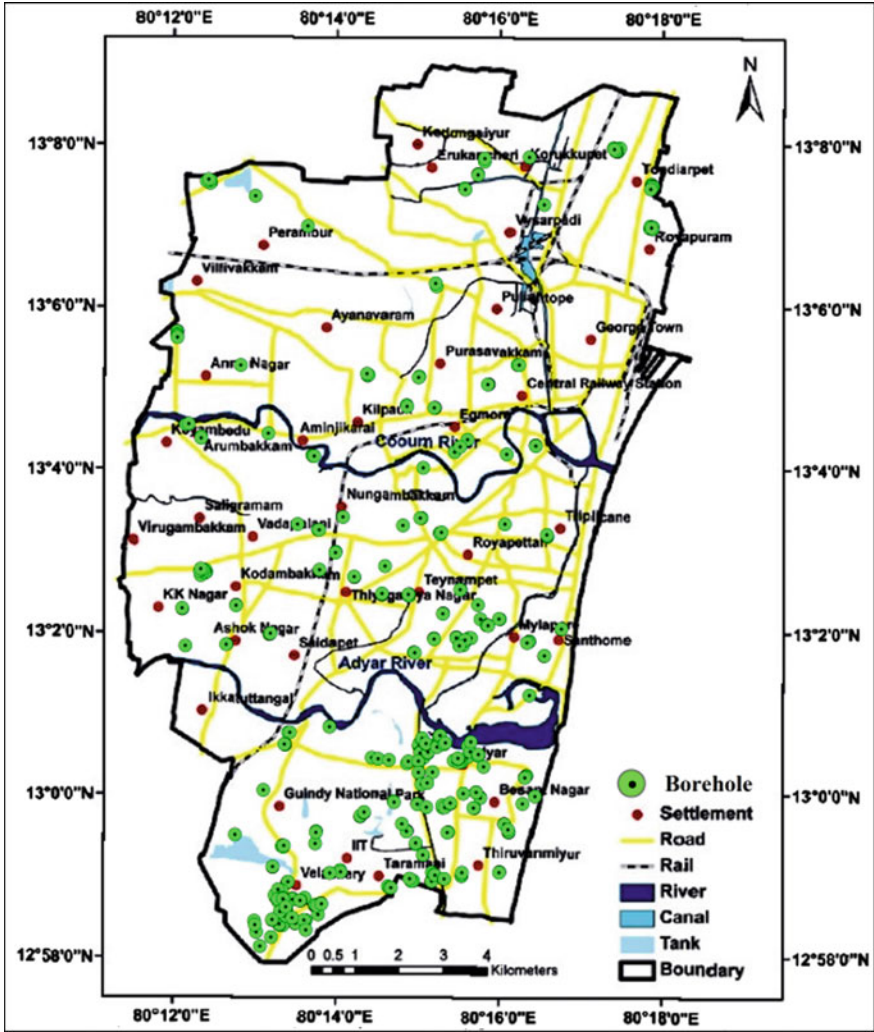 80°12'0"E 80°14'0"E 80°16'0"E 80°18'0"E
N
Kodungaiyur
13°8'0"N 13°8'0"N
Korukkupet
Tondiarpet
Vysarpadi
Perambur
Royapuram
Villivakkam
13°6'0"N 13°6'0"N
Ayanavaram
George Town
Purasavakkam
Anna Nagar
Central Railway Station
Kilpauk
Egmore
Koyambedu
Aminjikarai
Arumbakkam
Cooum River
13°4'0"N 13°4'0"N
Nungambakkam
Saligramam
Virugambakkam
Vadapalani
Triplicane
Royapettah
Kodambakkam
Teynampet
KK Nagar
Thiyagaraya Nagar
13°2'0"N 13°2'0"N
Ashok Nagar
Mylapore
Saidapet
Santhome
Adyar River
Ikkatuttangal
Borehole
13°0'0"N 13°0'0"N
Guindy National Park
Besant Nagar
Settlement
Road
IIT
Thiruvanmiyur
Taramani
Rail
Velachery
River
Canal
Tank
12°58'0"N 12°58'0"N
0 0.5 1 2 3 4
Kilometers
Boundary
80°12'0"E 80°14'0"E 80°16'0"E 80°18'0"E